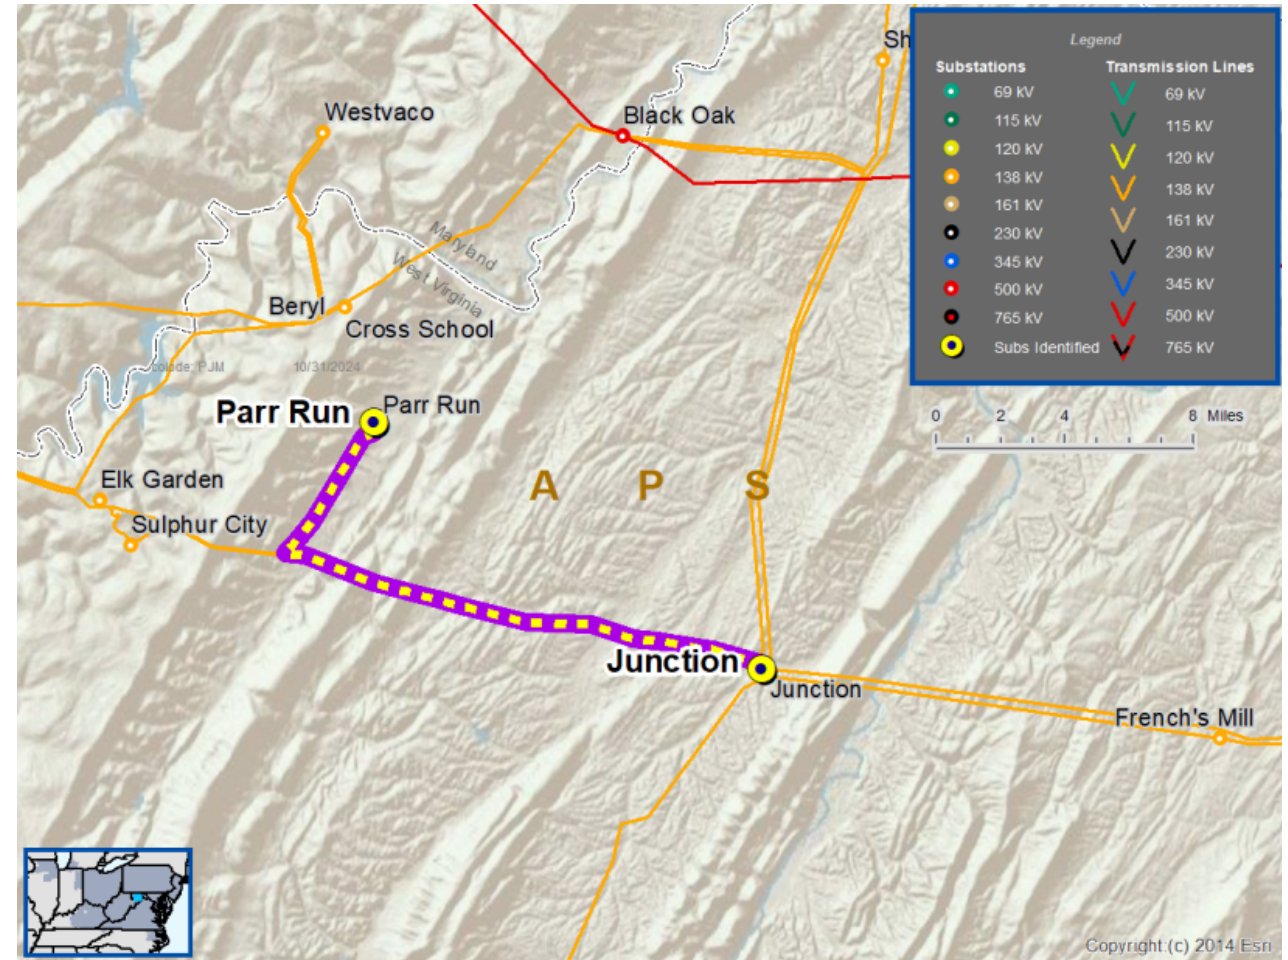 Sh
Westvaco
Black Oak
Maryland
West Virginia
Beryl
Cross School
PJM
10/31/2024
Parr Run
Parr Run
A P S
Elk Garden
Sulphur City
Junction
Junction
French's Mill
Legend
Substations
69 kV
115 kV
120 kV
138 kV
161 kV
230 kV
345 kV
500 kV
765 kV
Subs Identified
Transmission Lines
69 kV
115 kV
120 kV
138 kV
161 kV
230 kV
345 kV
500 kV
765 kV
0 2 4 8 Miles
Copyright:(c) 2014 Esri